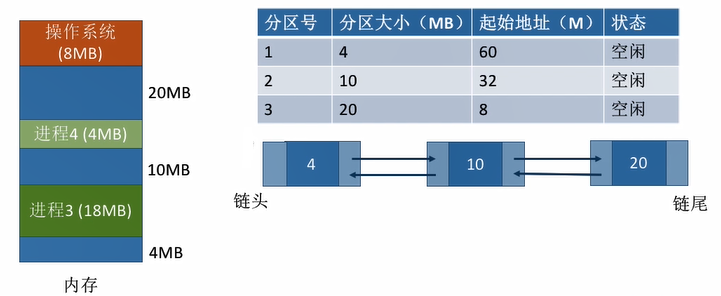 操作系统
(8MB)
20MB
进程4 (4MB)
10MB
进程3 (18MB)
4MB
内存
分区号 分区大小（MB） 起始地址（M） 状态
1 4 60 空闲
2 10 32 空闲
3 20 8 空闲
4 10 20
链头 链尾